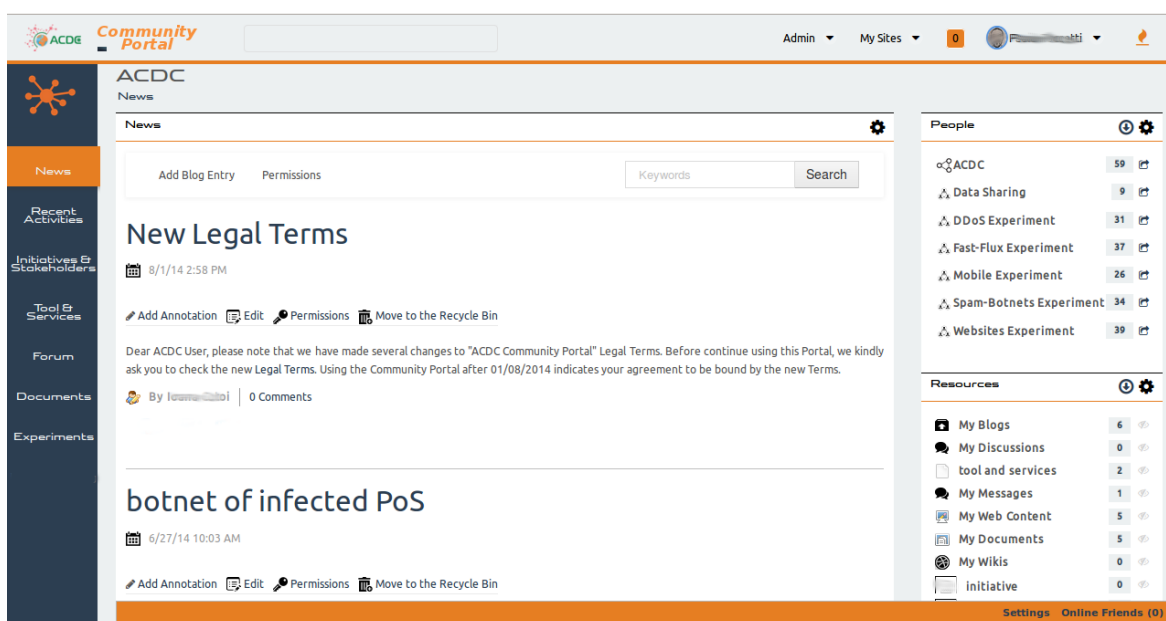 ACDC Community
Portal
Admin My Sites 0
ACDC
News
News
Recent
Activities
Initiatives &
Stakeholders
Tool &
Services
Forum
Documents
Experiments
News
Add Blog Entry Permissions Keywords Search
New Legal Terms
8/1/14 2:58 PM
Add Annotation Edit Permissions Move to the Recycle Bin
Dear ACDC User, please note that we have made several changes to "ACDC Community Portal" Legal Terms. Before continue using this Portal, we kindly
ask you to check the new Legal Terms. Using the Community Portal after 01/08/2014 indicates your agreement to be bound by the new Terms.
By 0 Comments
botnet of infected PoS
6/27/14 10:03 AM
Add Annotation Edit Permissions Move to the Recycle Bin
People
ACDC 59
Data Sharing 9
DDoS Experiment 31
Fast-Flux Experiment 37
Mobile Experiment 26
Spam-Botnets Experiment 34
Websites Experiment 39
Resources
My Blogs 6
My Discussions 0
tool and services 2
My Messages 1
My Web Content 5
My Documents 5
My Wikis 0
initiative 0
Settings Online Friends (0)